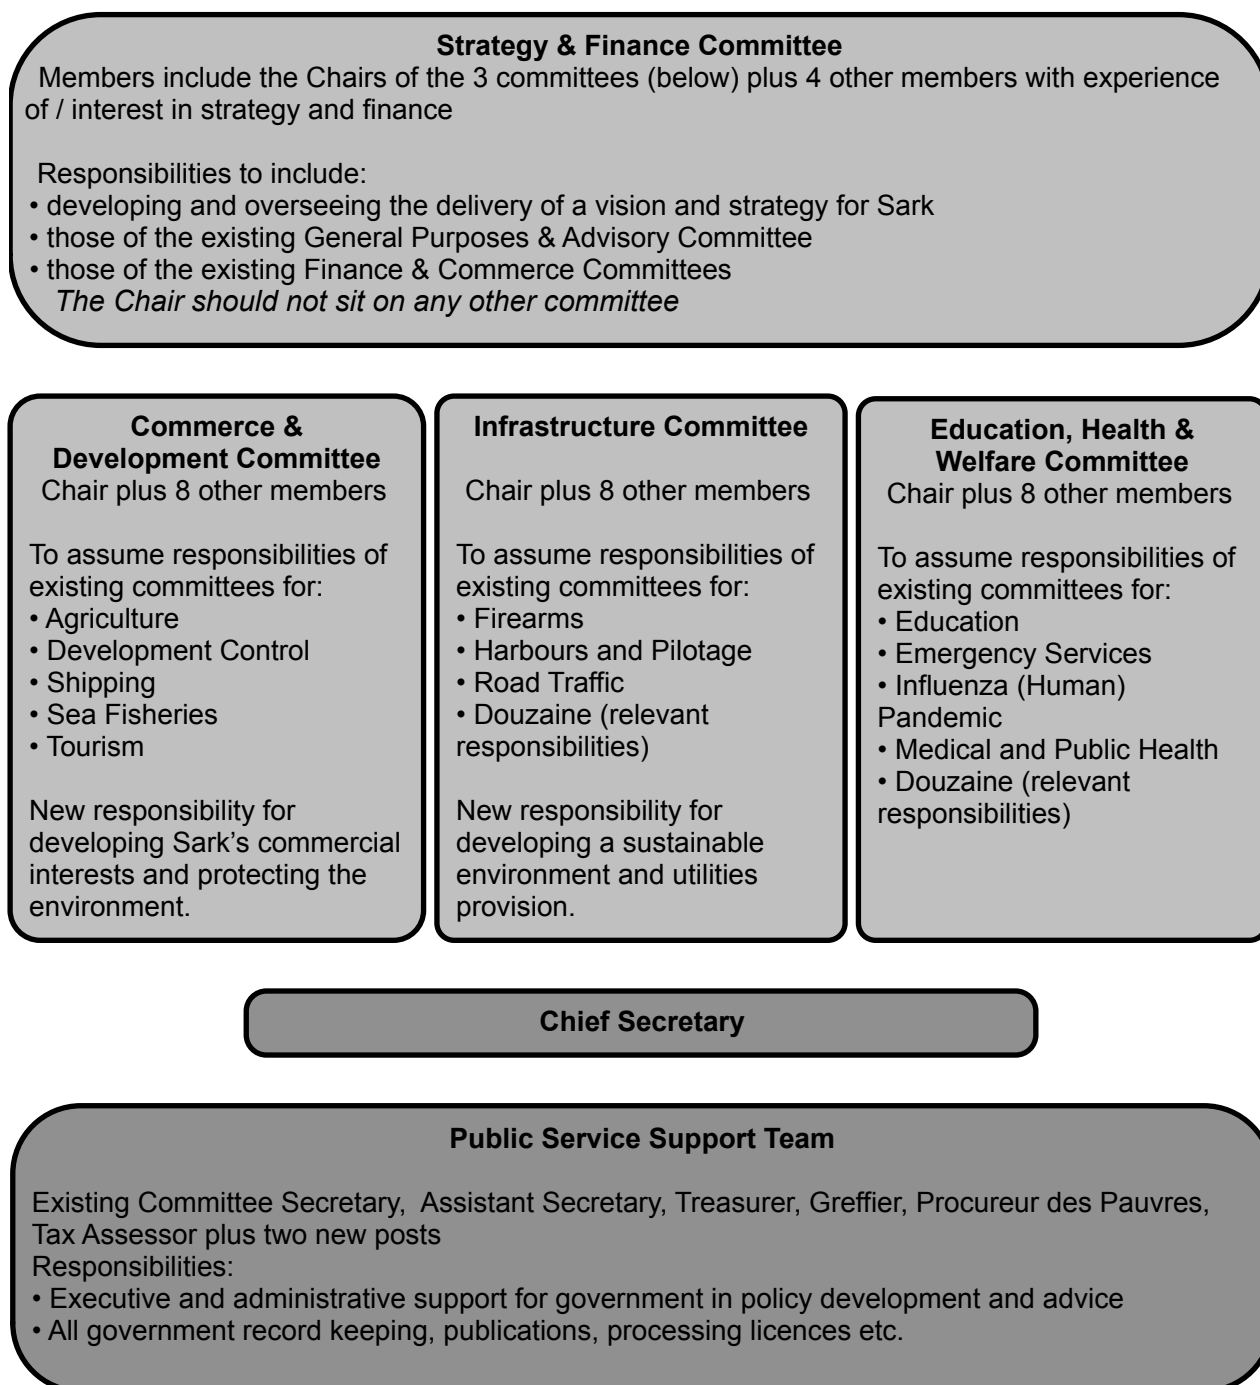 Strategy & Finance Committee
Members include the Chairs of the 3 committees (below) plus 4 other members with experience
of / interest in strategy and finance
Responsibilities to include:
• developing and overseeing the delivery of a vision and strategy for Sark
• those of the existing General Purposes & Advisory Committee
• those of the existing Finance & Commerce Committees
The Chair should not sit on any other committee
Commerce &
Development Committee
Chair plus 8 other members
To assume responsibilities of
existing committees for:
• Agriculture
• Development Control
• Shipping
• Sea Fisheries
• Tourism
New responsibility for
developing Sark’s commercial
interests and protecting the
environment.
Infrastructure Committee
Chair plus 8 other members
To assume responsibilities of
existing committees for:
• Firearms
• Harbours and Pilotage
• Road Traffic
• Douzaine (relevant
responsibilities)
New responsibility for
developing a sustainable
environment and utilities
provision.
Education, Health &
Welfare Committee
Chair plus 8 other members
To assume responsibilities of
existing committees for:
• Education
• Emergency Services
• Influenza (Human)
Pandemic
• Medical and Public Health
• Douzaine (relevant
responsibilities)
Chief Secretary
Public Service Support Team
Existing Committee Secretary, Assistant Secretary, Treasurer, Greffier, Procureur des Pauvres,
Tax Assessor plus two new posts
Responsibilities:
• Executive and administrative support for government in policy development and advice
• All government record keeping, publications, processing licences etc.